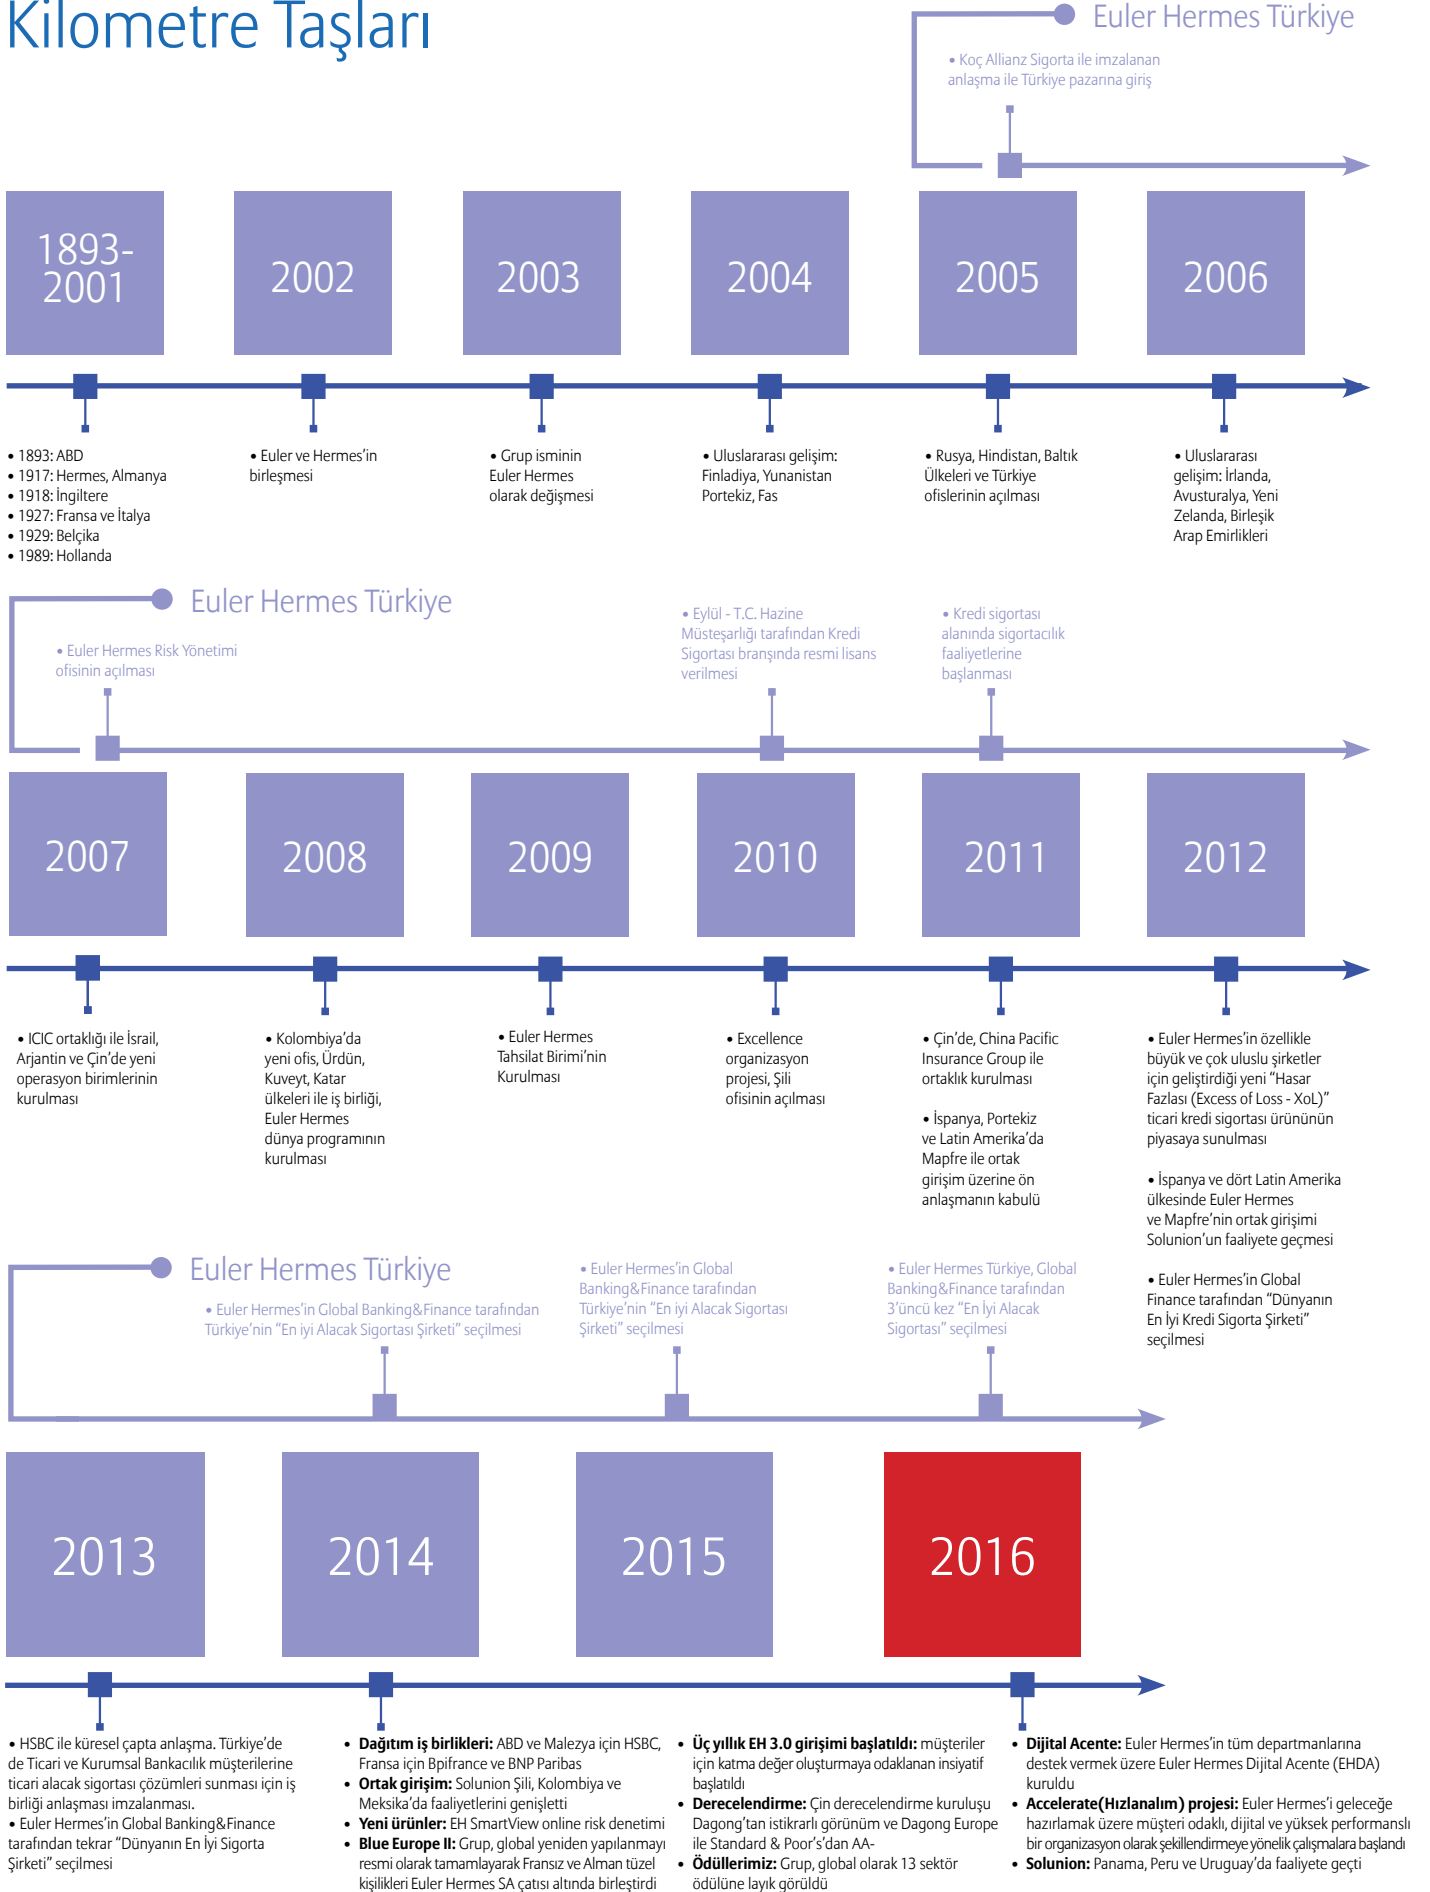 Kilometre Taşları
Euler Hermes Türkiye
• Koç Allianz Sigorta ile imzalanan
anlaşma ile Türkiye pazarına giriş
1893-
2001
2002
2003
2004
2005
2006
• 1893: ABD
• 1917: Hermes, Almanya
• 1918: İngiltere
• 1927: Fransa ve İtalya
• 1929: Belçika
• 1989: Hollanda
• Euler ve Hermes’in
birleşmesi
• Grup isminin
Euler Hermes
olarak değişmesi
• Uluslararası gelişim:
Finladiya, Yunanistan
Portekiz, Fas
• Rusya, Hindistan, Baltık
Ülkeleri ve Türkiye
ofislerinin açılması
• Uluslararası
gelişim: İrlanda,
Avusturalya, Yeni
Zelanda, Birleşik
Arap Emirlikleri
Euler Hermes Türkiye
• Euler Hermes Risk Yönetimi
ofisinin açılması
• Eylül - T.C. Hazine
Müsteşarlığı tarafından Kredi
Sigortası branşında resmi lisans
verilmesi
• Kredi sigortası
alanında sigortacılık
faaliyetlerine
başlanması
2007
2008
2009
2010
2011
2012
• ICIC ortaklığı ile İsrail,
Arjantin ve Çin’de yeni
operasyon birimlerinin
kurulması
• Kolombiya’da
yeni ofis, Ürdün,
Kuveyt, Katar
ülkeleri ile iş birliği,
Euler Hermes
dünya programının
kurulması
• Euler Hermes
Tahsilat Birimi’nin
Kurulması
• Excellence
organizasyon
projesi, Şili
ofisinin açılması
• Çin’de, China Pacific
Insurance Group ile
ortaklık kurulması
• İspanya, Portekiz
ve Latin Amerika’da
Mapfre ile ortak
girişim üzerine ön
anlaşmanın kabulü
• Euler Hermes’in özellikle
büyük ve çok uluslu şirketler
için geliştirdiği yeni “Hasar
Fazlası (Excess of Loss - XoL)”
ticari kredi sigortası ürününün
piyasaya sunulması
• İspanya ve dört Latin Amerika
ülkesinde Euler Hermes
ve Mapfre’nin ortak girişimi
Solunion’un faaliyete geçmesi
• Euler Hermes’in Global
Finance tarafından “Dünyanın
En İyi Kredi Sigorta Şirketi”
seçilmesi
Euler Hermes Türkiye
• Euler Hermes’in Global Banking&Finance tarafından
Türkiye’nin “En iyi Alacak Sigortası Şirketi” seçilmesi
• Euler Hermes’in Global
Banking&Finance tarafından
Türkiye’nin “En iyi Alacak Sigortası
Şirketi” seçilmesi
• Euler Hermes Türkiye, Global
Banking&Finance tarafından
3’üncü kez “En İyi Alacak
Sigortası” seçilmesi
2013
2014
2015
2016
• HSBC ile küresel çapta anlaşma. Türkiye’de
de Ticari ve Kurumsal Bankacılık müşterilerine
ticari alacak sigortası çözümleri sunması için iş
birliği anlaşması imzalanması.
• Euler Hermes’in Global Banking&Finance
tarafından tekrar “Dünyanın En İyi Sigorta
Şirketi” seçilmesi
• Dağıtım iş birlikleri: ABD ve Malezya için HSBC,
Fransa için Bpifrance ve BNP Paribas
• Ortak girişim: Solunion Şili, Kolombiya ve
Meksika’da faaliyetlerini genişletti
• Yeni ürünler: EH SmartView online risk denetimi
• Blue Europe II: Grup, global yeniden yapılanmayı
resmi olarak tamamlayarak Fransız ve Alman tüzel
kişilikleri Euler Hermes SA çatısı altında birleştirdi
• Üç yıllık EH 3.0 girişimi başlatıldı: müşteriler
için katma değer oluşturmaya odaklanan insiyatif
başlatıldı
• Derecelendirme: Çin derecelendirme kuruluşu
Dagong’tan istikrarlı görünüm ve Dagong Europe
ile Standard & Poor’s’dan AA-
• Ödüllerimiz: Grup, global olarak 13 sektör
ödülüne layık görüldü
• Dijital Acente: Euler Hermes’in tüm departmanlarına
destek vermek üzere Euler Hermes Dijital Acente (EHDA)
kuruldu
• Accelerate(Hızlanalım) projesi: Euler Hermes’i geleceğe
hazırlamak üzere müşteri odaklı, dijital ve yüksek performanslı
bir organizasyon olarak şekillendirmeye yönelik çalışmalara başlandı
• Solunion: Panama, Peru ve Uruguay’da faaliyete geçti